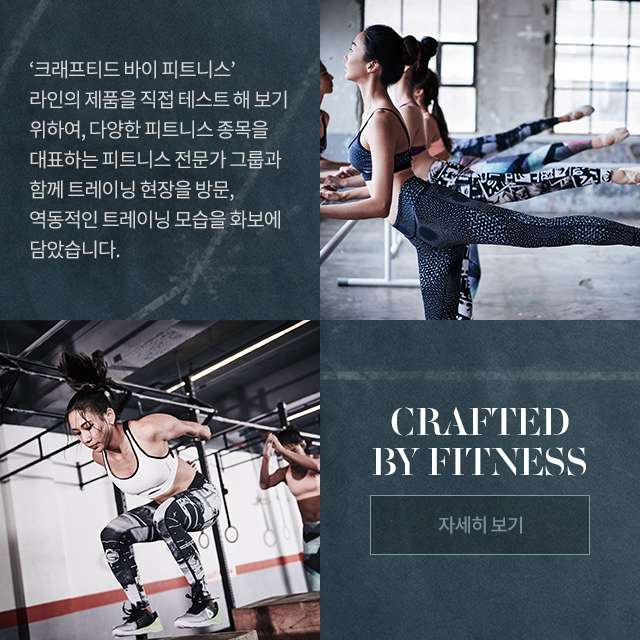 ‘크래프티드 바이 피트니스’
라인의 제품을 직접 테스트 해 보기
위하여, 다양한 피트니스 종목을
대표하는 피트니스 전문가 그룹과
함께 트레이닝 현장을 방문,
역동적인 트레이닝 모습을 화보에
담았습니다.
CRAFTED
BY FITNESS
자세히 보기